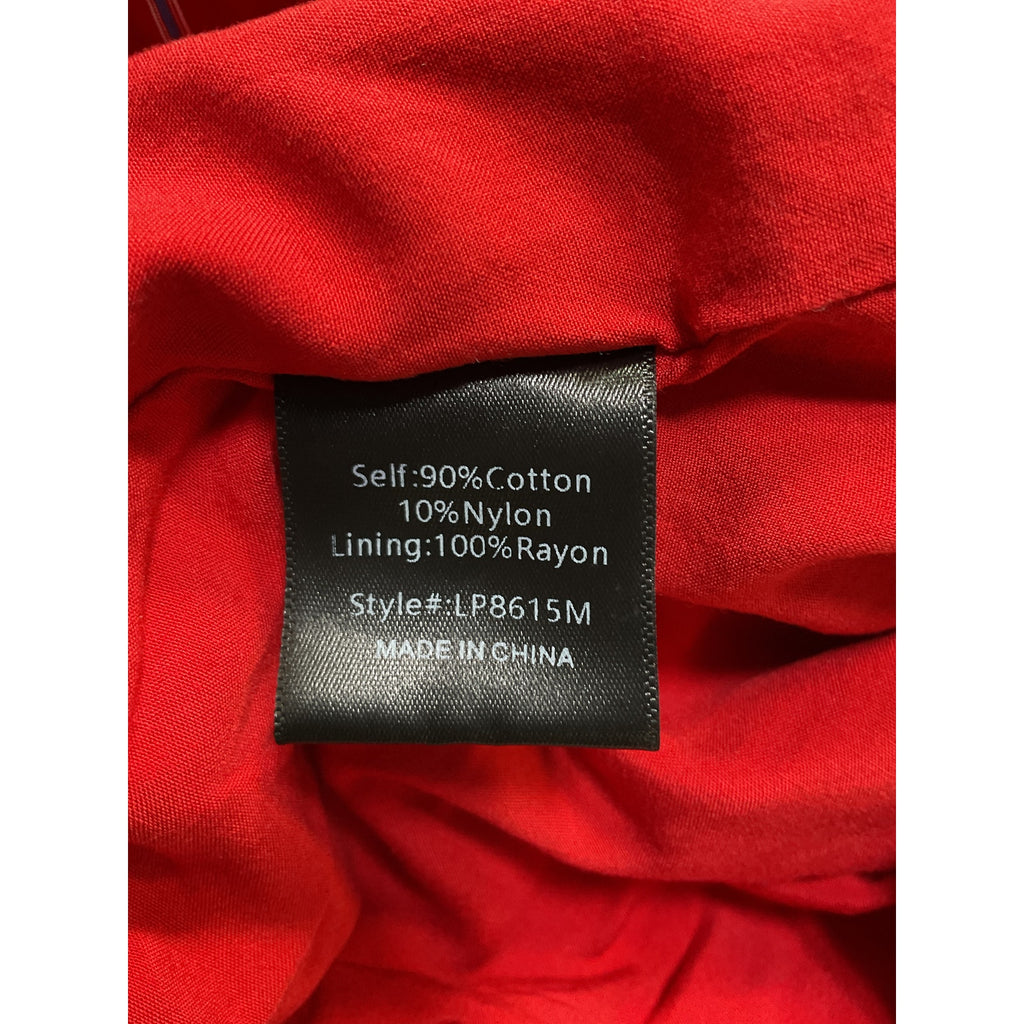 Self:90%Cotton
10%Nylon
Lining:100%Rayon
Style#:LP8615M
MADE IN CHINA